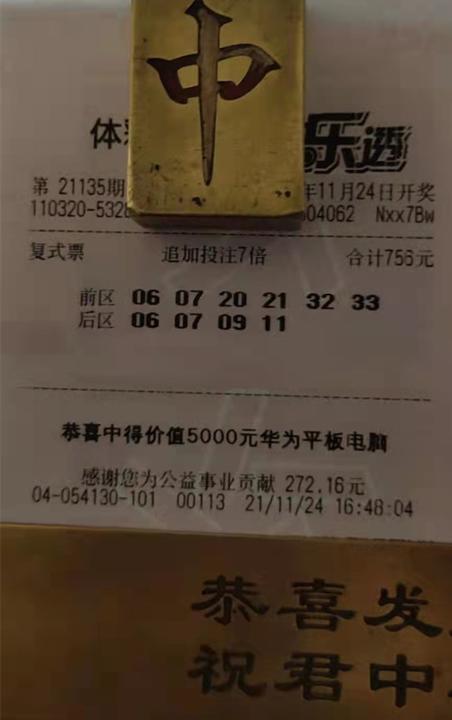 中
体彩 乐透
第 21135期 年11月24日开奖
110320-532 04062 Nxx7Bw
复式票 追加投注7倍 合计756元
前区 06 07 20 21 32 33
后区 06 07 09 11
恭喜中得价值5000元华为平板电脑
感谢您为公益事业贡献 272.16元
04-054130-101 00113 21/11/24 16:48:04
恭喜发
祝君中